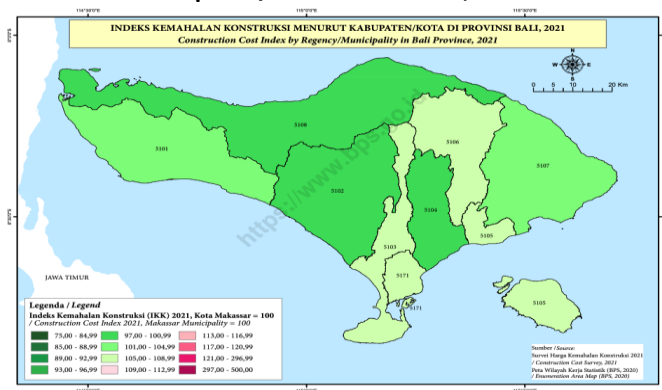 INDEKS KEMAHALAN KONSTRUKSI MENURUT KABUPATEN/KOTA DI PROVINSI BALI, 2021
Construction Cost Index by Regency/Municipality in Bali Province, 2021
N
W E
S
0 5 10 20 Km
5108
5101
5102
5106
5107
5104
5103
5105
5171
5171
5105
https://www.bps.go.id
JAWA TIMUR
Legenda / Legend
Indeks Kemahalan Konstruksi (IKK) 2021, Kota Makassar = 100
/ Construction Cost Index 2021, Makassar Municipality = 100
75,00 - 84,99 97,00 - 100,99 113,00 - 116,99
85,00 - 88,99 101,00 - 104,99 117,00 - 120,99
89,00 - 92,99 105,00 - 108,99 121,00 - 296,99
93,00 - 96,99 109,00 - 112,99 297,00 - 500,00
Sumber /Source:
Survei Harga Kemahalan Konstruksi 2021
/ Construction Cost Survey, 2021
Peta Wilayah Kerja Statistik (BPS, 2020)
/ Enumeration Area Map (BPS, 2020)